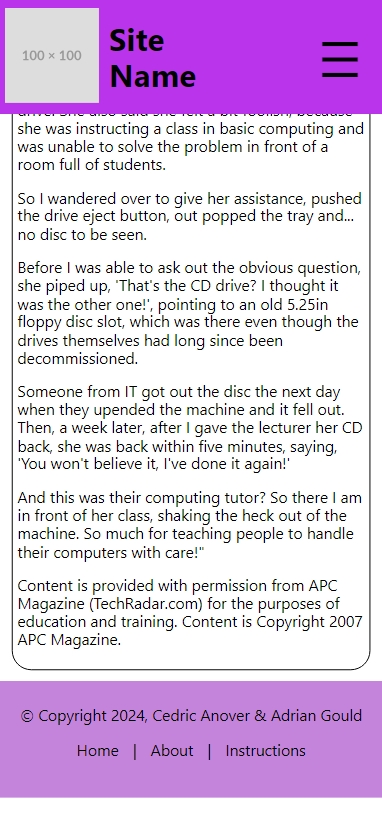 100 × 100
Site
Name
she was instructing a class in basic computing and
was unable to solve the problem in front of a
room full of students.
So I wandered over to give her assistance, pushed
the drive eject button, out popped the tray and...
no disc to be seen.
Before I was able to ask out the obvious question,
she piped up, 'That's the CD drive? I thought it
was the other one!', pointing to an old 5.25in
floppy disc slot, which was there even though the
drives themselves had long since been
decommissioned.
Someone from IT got out the disc the next day
when they upended the machine and it fell out.
Then, a week later, after I gave the lecturer her CD
back, she was back within five minutes, saying,
'You won't believe it, I've done it again!'
And this was their computing tutor? So there I am
in front of her class, shaking the heck out of the
machine. So much for teaching people to handle
their computers with care!"
Content is provided with permission from APC
Magazine (TechRadar.com) for the purposes of
education and training. Content is Copyright 2007
APC Magazine.
© Copyright 2024, Cedric Anover & Adrian Gould
Home | About | Instructions